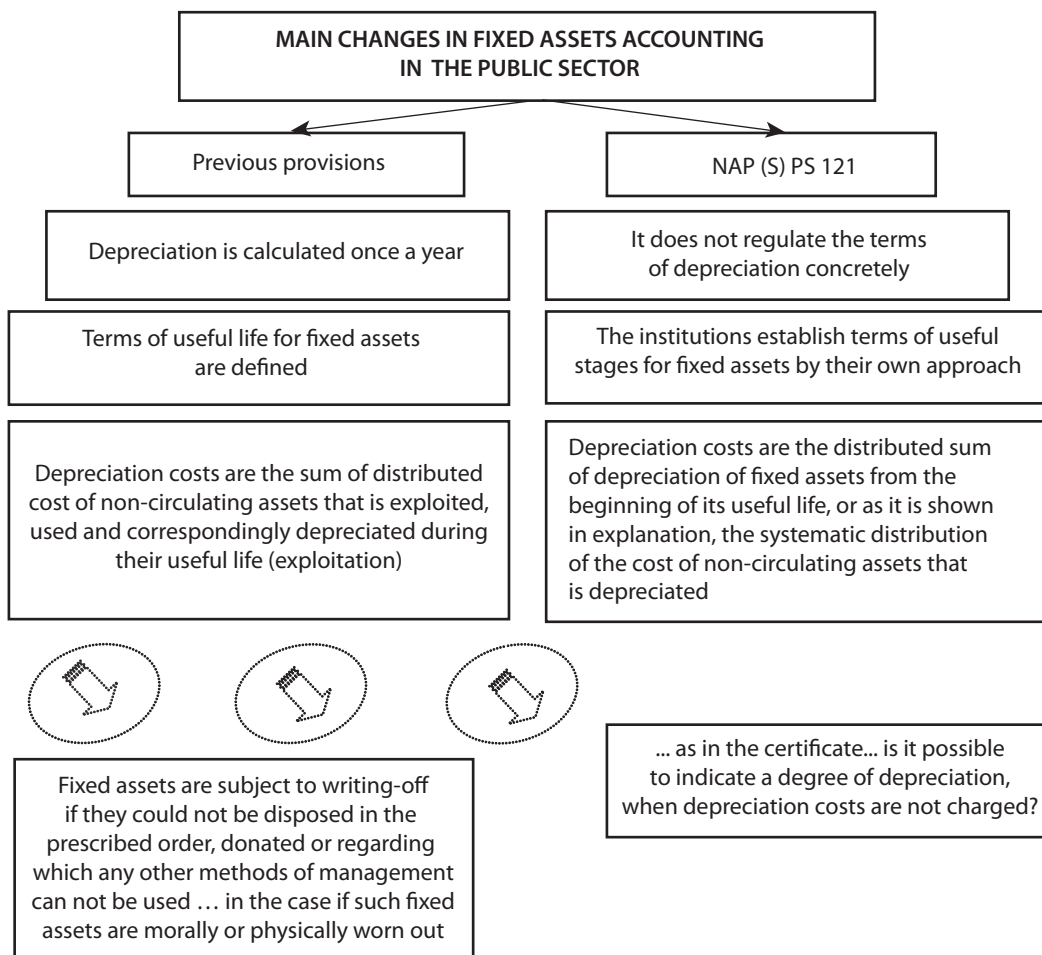 MAIN CHANGES IN FIXED ASSETS ACCOUNTING
IN THE PUBLIC SECTOR
Previous provisions
NAP (S) PS 121
Depreciation is calculated once a year
It does not regulate the terms
of depreciation concretely
Terms of useful life for fixed assets
are defined
The institutions establish terms of useful
stages for fixed assets by their own approach
Depreciation costs are the sum of distributed
cost of non-circulating assets that is exploited,
used and correspondingly depreciated during
their useful life (exploitation)
Depreciation costs are the distributed sum
of depreciation of fixed assets from the
beginning of its useful life, or as it is shown
in explanation, the systematic distribution
of the cost of non-circulating assets that
is depreciated
Fixed assets are subject to writing-off
if they could not be disposed in the
prescribed order, donated or regarding
which any other methods of management
can not be used … in the case if such fixed
assets are morally or physically worn out
... as in the certificate... is it possible
to indicate a degree of depreciation,
when depreciation costs are not charged?